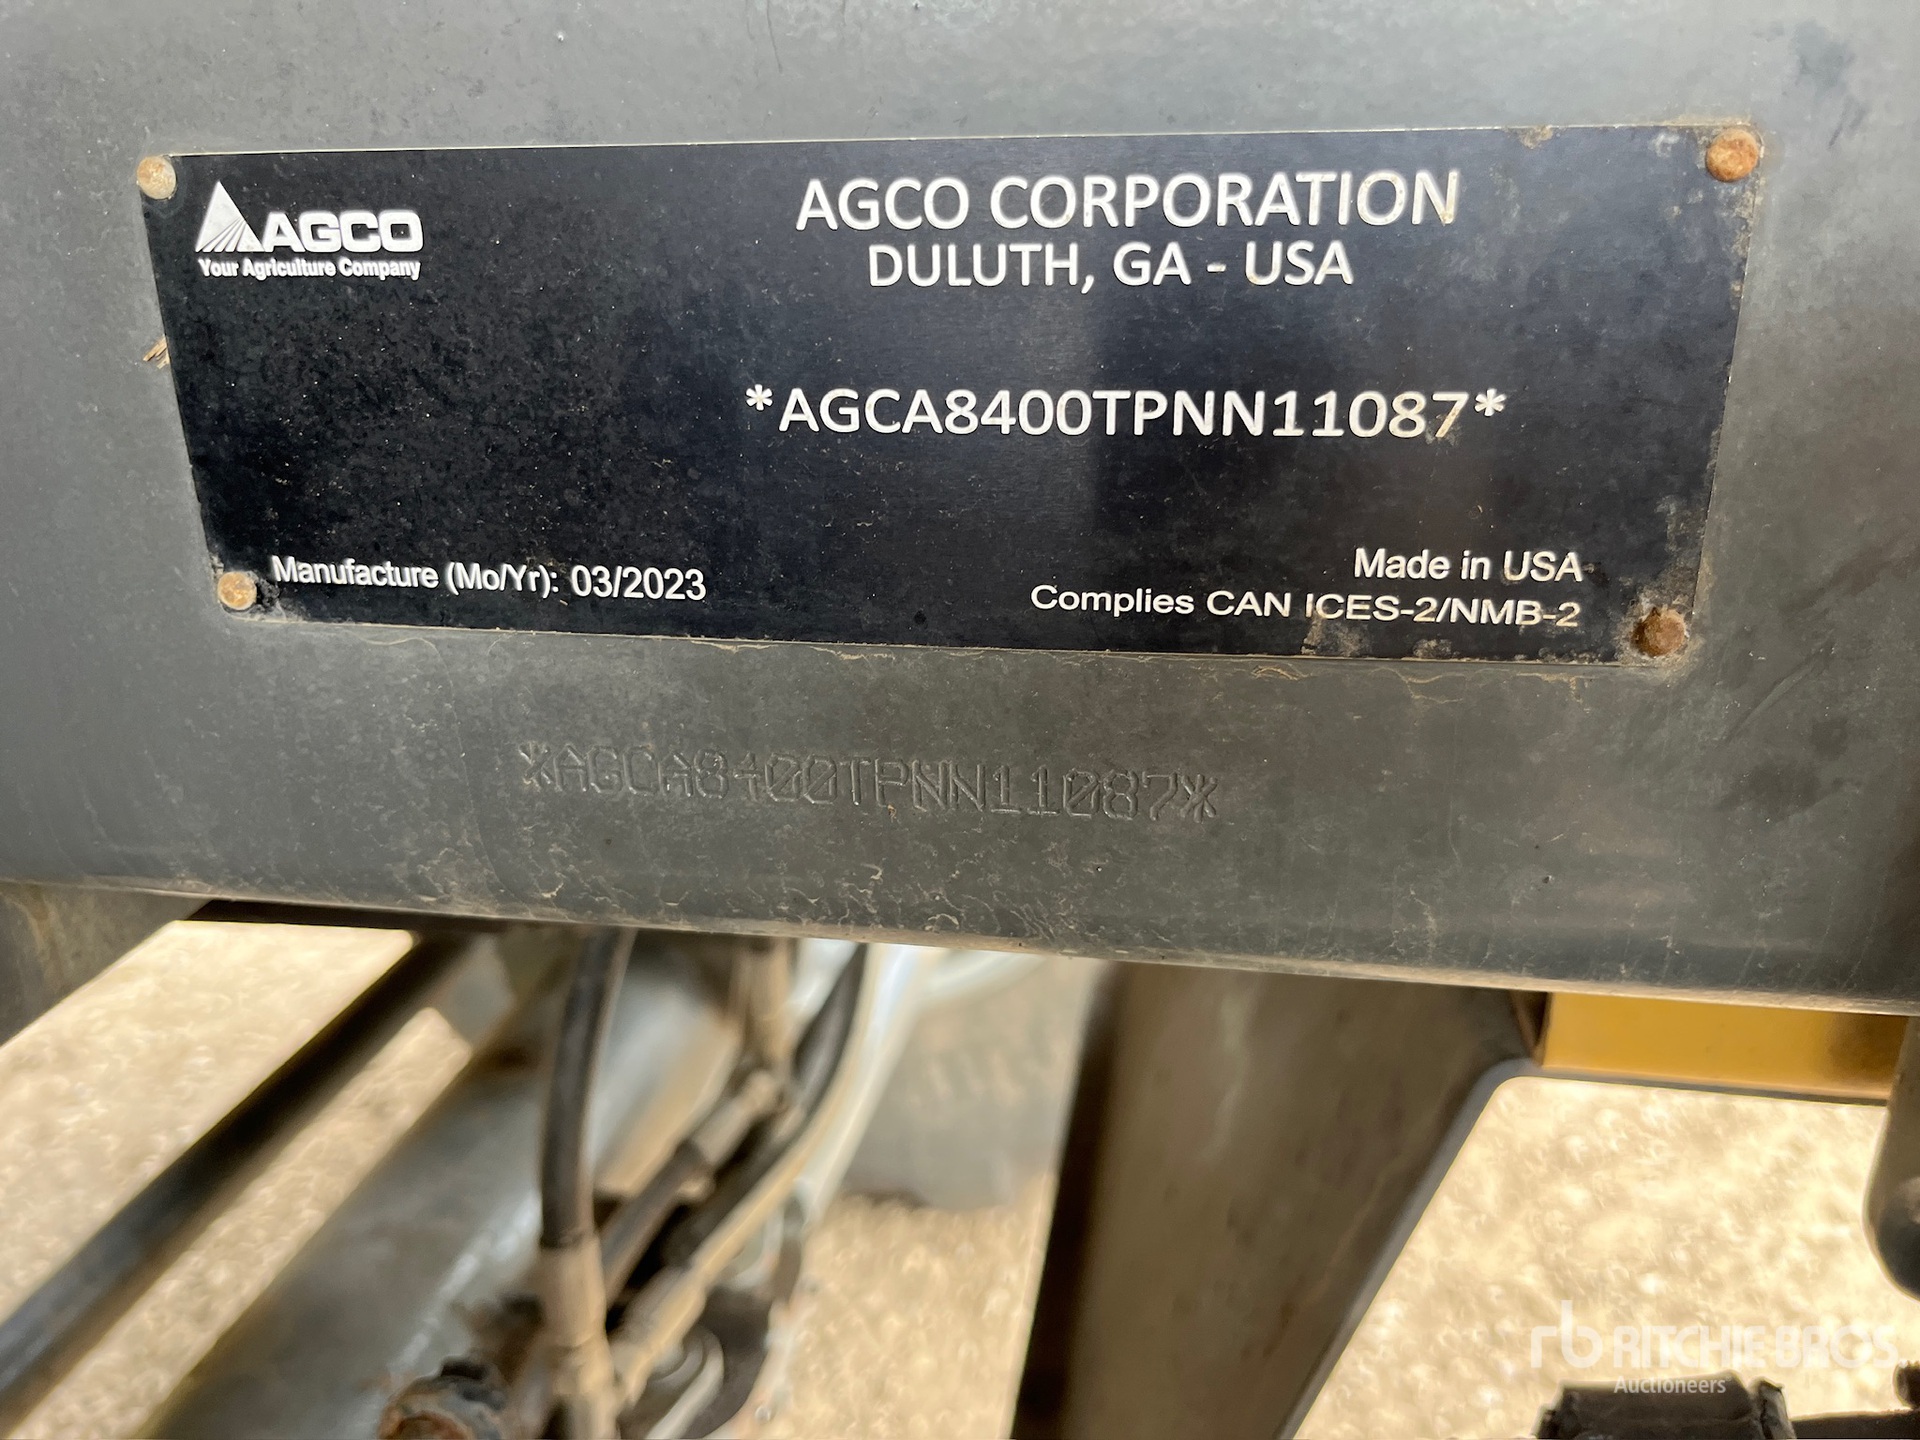 AGCO
Your Agriculture Company
AGCO CORPORATION
DULUTH, GA - USA
*AGCA8400TPNN11087*
Manufacture (Mo/Yr): 03/2023
Made in USA
Complies CAN ICES-2/NMB-2
*AGCA8400TPNN11087*
rb RITCHIE BROS.
Auctioneers